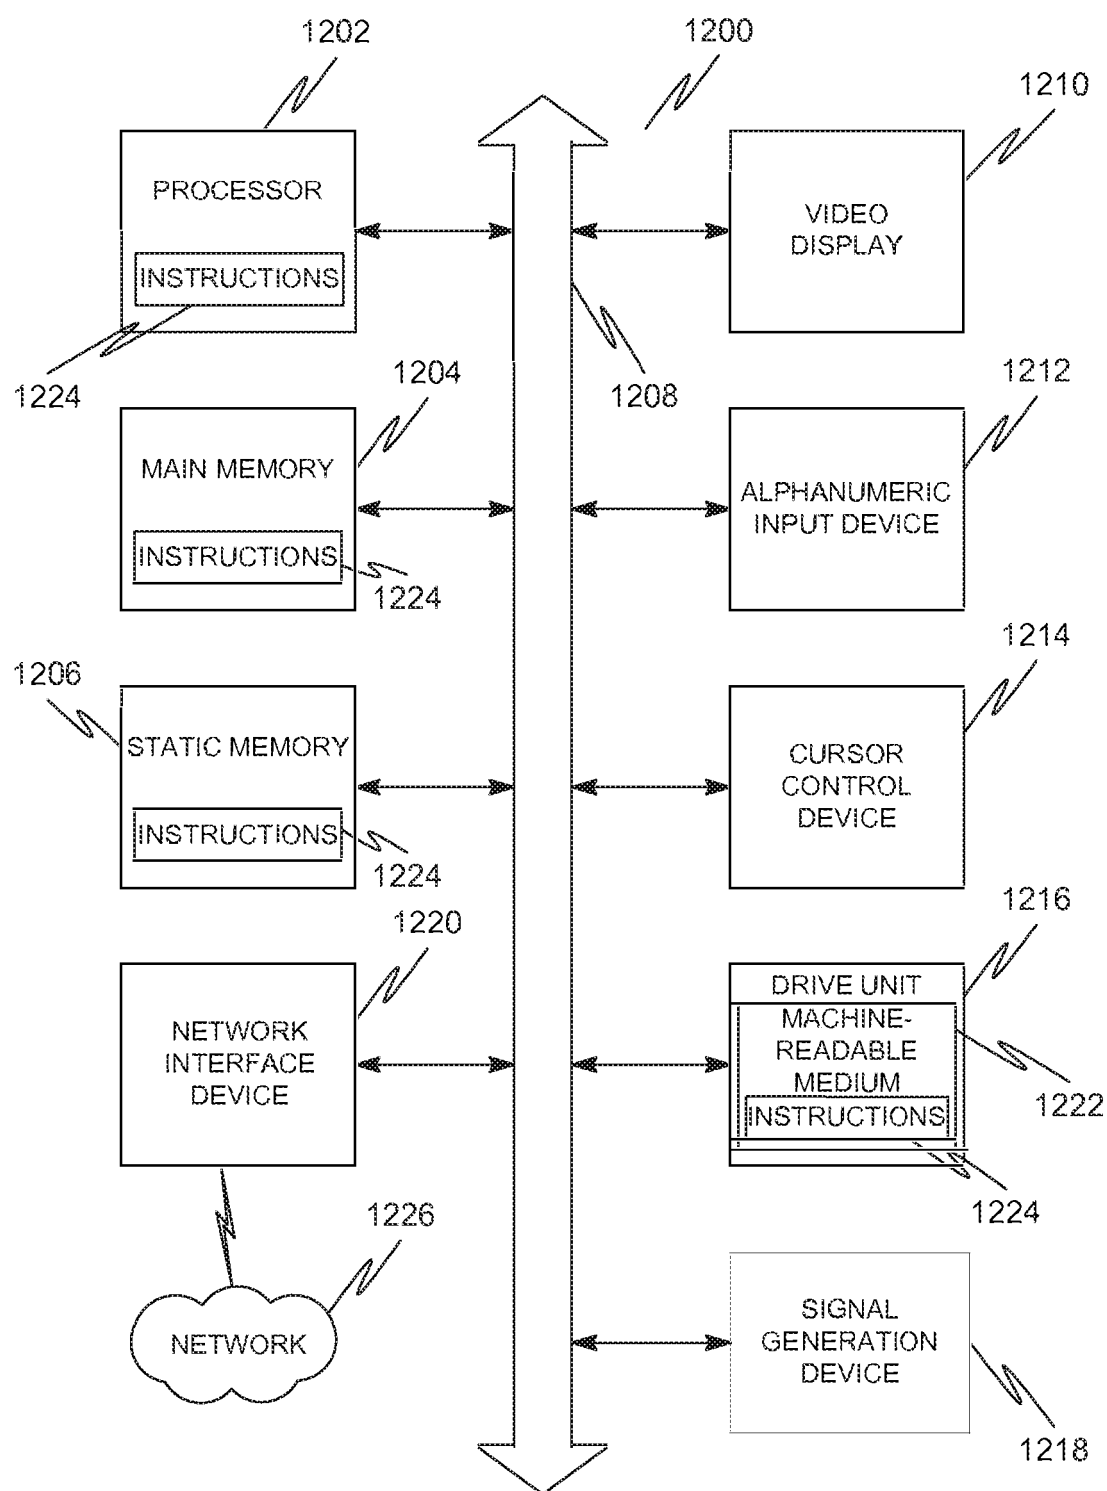 1202
1200
1210
PROCESSOR
INSTRUCTIONS
1224
VIDEO
DISPLAY
1208
1204
MAIN MEMORY
INSTRUCTIONS
1224
1212
ALPHANUMERIC
INPUT DEVICE
1206
STATIC MEMORY
INSTRUCTIONS
1224
1214
CURSOR
CONTROL
DEVICE
1220
NETWORK
INTERFACE
DEVICE
1216
DRIVE UNIT
MACHINE-
READABLE
MEDIUM
INSTRUCTIONS
1222
1224
1226
NETWORK
SIGNAL
GENERATION
DEVICE
1218